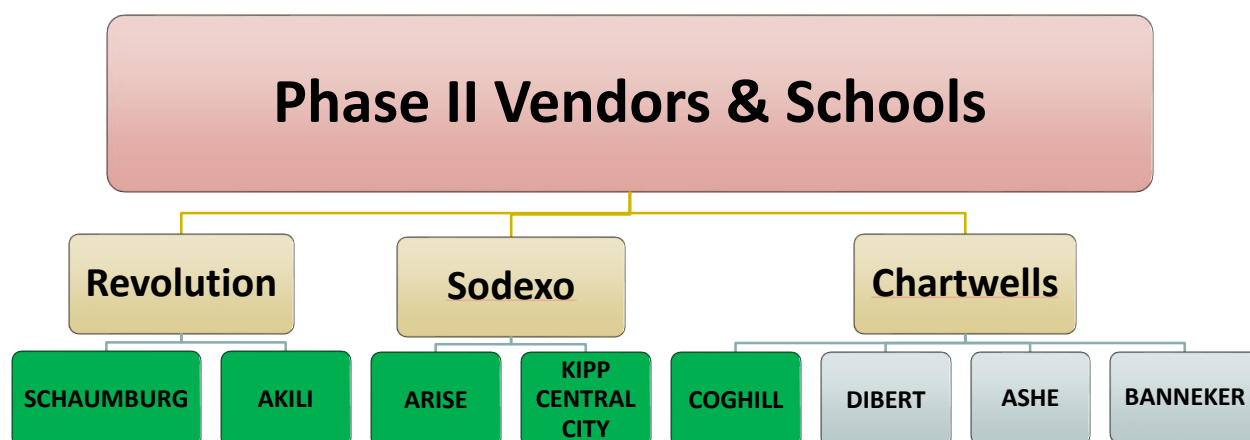 Phase II Vendors & Schools
Revolution
Sodexo
Chartwells
SCHAUMBURG
AKILI
ARISE
KIPP
CENTRAL
CITY
COGHILL
DIBERT
ASHE
BANNEKER